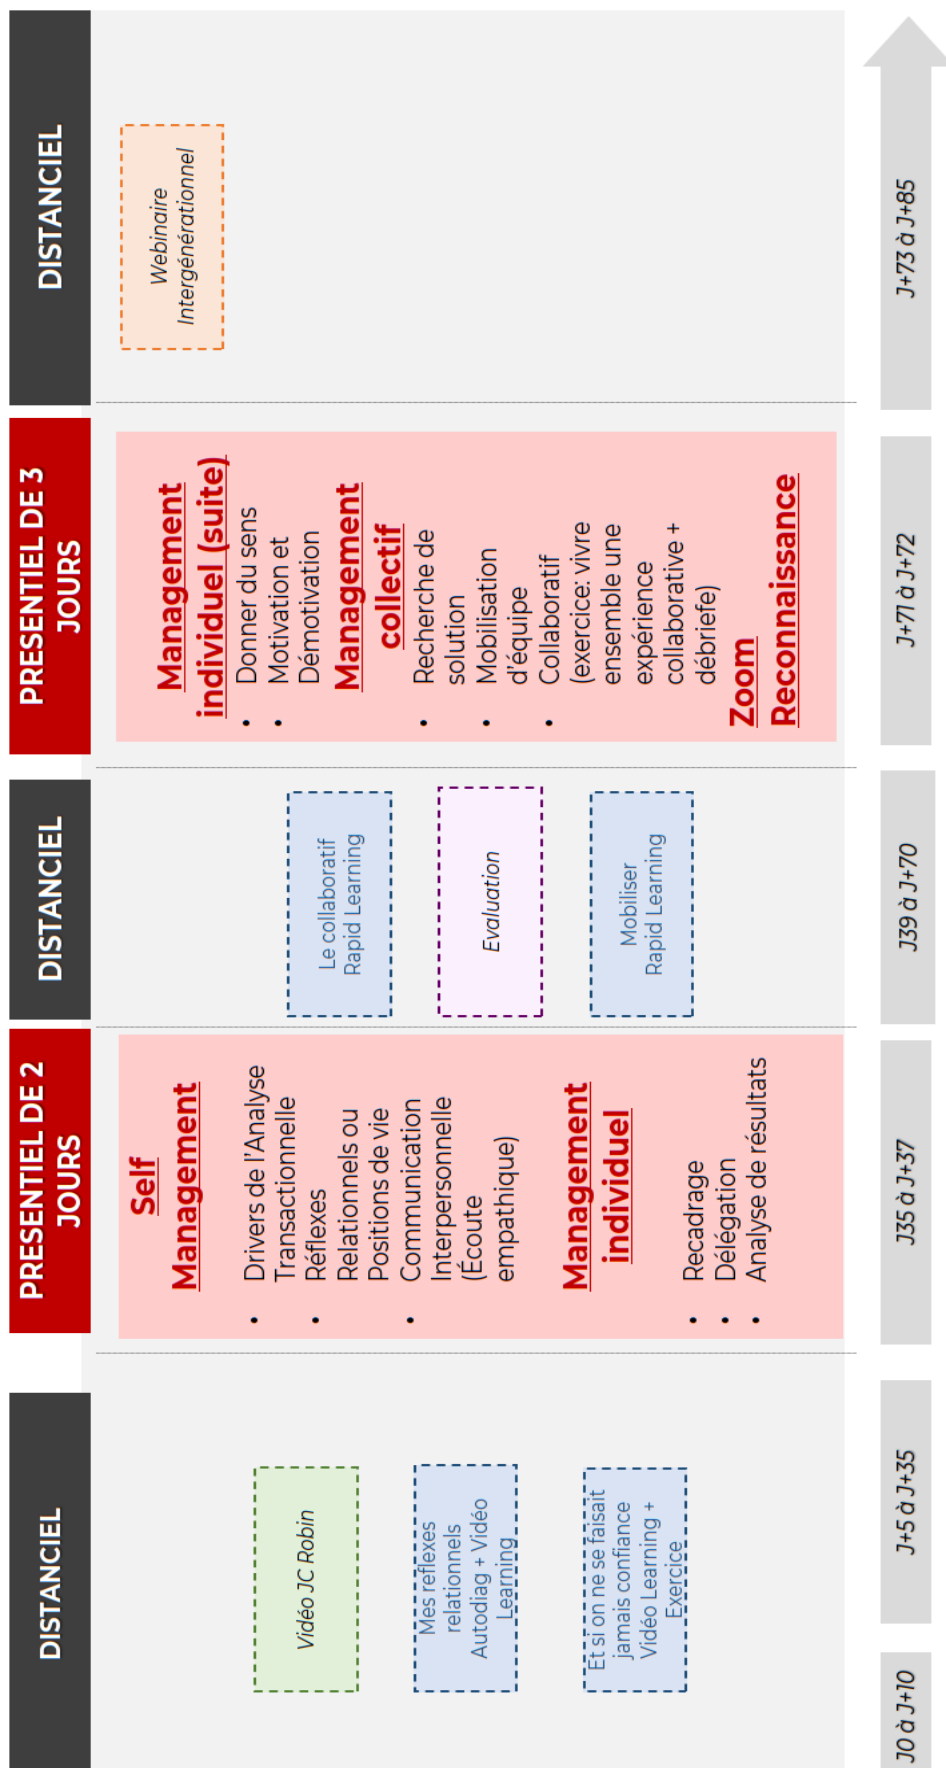 DISTANCIEL
Vidéo JC Robin
Mes reflexes
relationnels
Autodiag + Vidéo
Learning
Et si on ne se faisait
jamais confiance
Vidéo Learning +
Exercice
PRESENTIEL DE 2
JOURS
Self
Management
• Drivers de l'Analyse
Transactionnelle
• Réflexes
Relationnels ou
Positions de vie
• Communication
Interpersonnelle
(Écoute
empathique)
Management
individuel
• Recadrage
• Délégation
• Analyse de résultats
DISTANCIEL
Le collaboratif
Rapid Learning
Evaluation
Mobiliser
Rapid Learning
PRESENTIEL DE 3
JOURS
Management
individuel (suite)
• Donner du sens
• Motivation et
Démotivation
Management
collectif
• Recherche de
solution
• Mobilisation
d'équipe
• Collaboratif
(exercice: vivre
ensemble une
expérience
collaborative +
débriefe)
Zoom
Reconnaissance
DISTANCIEL
Webinaire
Intergénérationnel
J0 à J+10
J+5 à J+35
J35 à J+37
J39 à J+70
J+71 à J+72
J+73 à J+85